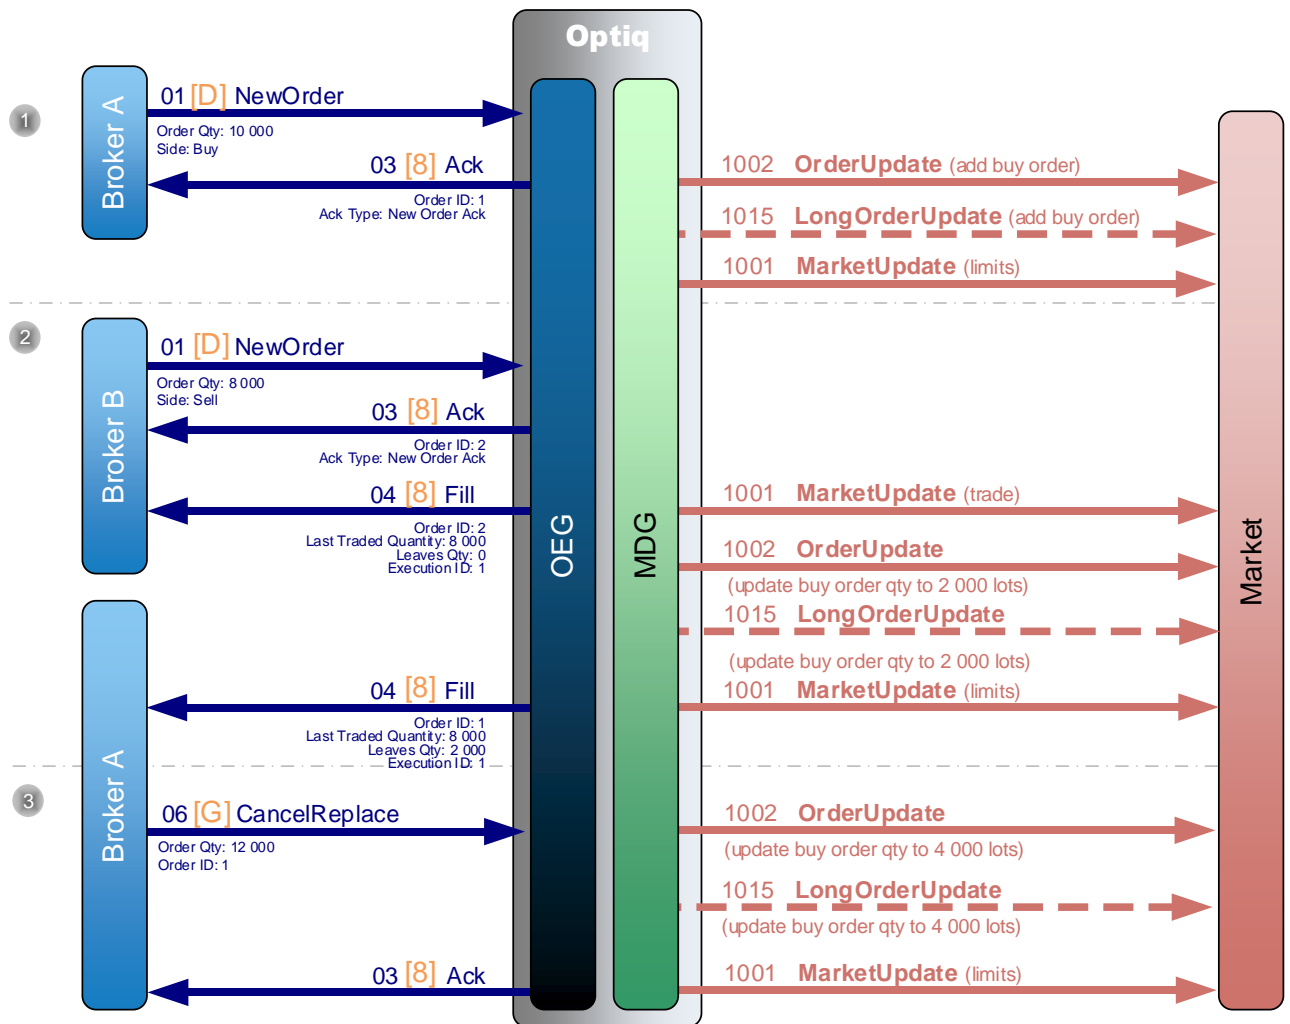 Optiq
1
Broker A
01 [D] NewOrder
Order Qty: 10 000
Side: Buy
03 [8] Ack
Order ID: 1
Ack Type: New Order Ack
1002 OrderUpdate (add buy order)
1015 LongOrderUpdate (add buy order)
1001 MarketUpdate (limits)
2
Broker B
01 [D] NewOrder
Order Qty: 8 000
Side: Sell
03 [8] Ack
Order ID: 2
Ack Type: New Order Ack
04 [8] Fill
Order ID: 2
Last Traded Quantity: 8 000
Leaves Qty: 0
Execution ID: 1
OEG
MDG
Market
1001 MarketUpdate (trade)
1002 OrderUpdate
(update buy order qty to 2 000 lots)
1015 LongOrderUpdate
(update buy order qty to 2 000 lots)
04 [8] Fill
Order ID: 1
Last Traded Quantity: 8 000
Leaves Qty: 2 000
Execution ID: 1
1001 MarketUpdate (limits)
3
Broker A
06 [G] CancelReplace
Order Qty: 12 000
Order ID: 1
1002 OrderUpdate
(update buy order qty to 4 000 lots)
1015 LongOrderUpdate
(update buy order qty to 4 000 lots)
03 [8] Ack
1001 MarketUpdate (limits)